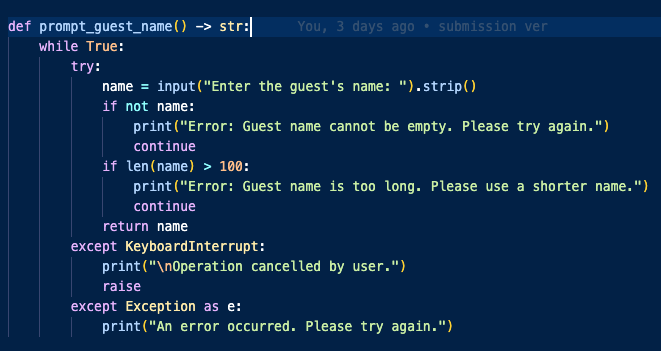 def prompt_guest_name() -> str:    You, 3 days ago • submission ver
    while True:
        try:
            name = input("Enter the guest's name: ").strip()
            if not name:
                print("Error: Guest name cannot be empty. Please try again.")
                continue
            if len(name) > 100:
                print("Error: Guest name is too long. Please use a shorter name.")
                continue
            return name
        except KeyboardInterrupt:
            print("\nOperation cancelled by user.")
            raise
        except Exception as e:
            print("An error occurred. Please try again.")